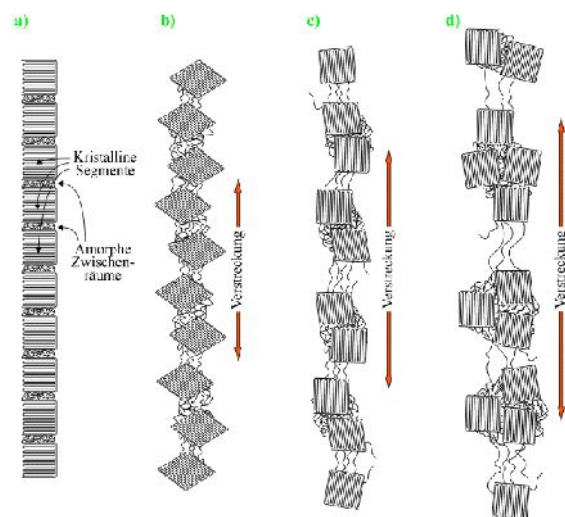 a)
b)
c)
d)
Kristalline
Segmente
Amorphe
Zwischen-
räume
Verstreckung
Verstreckung
Verstreckung